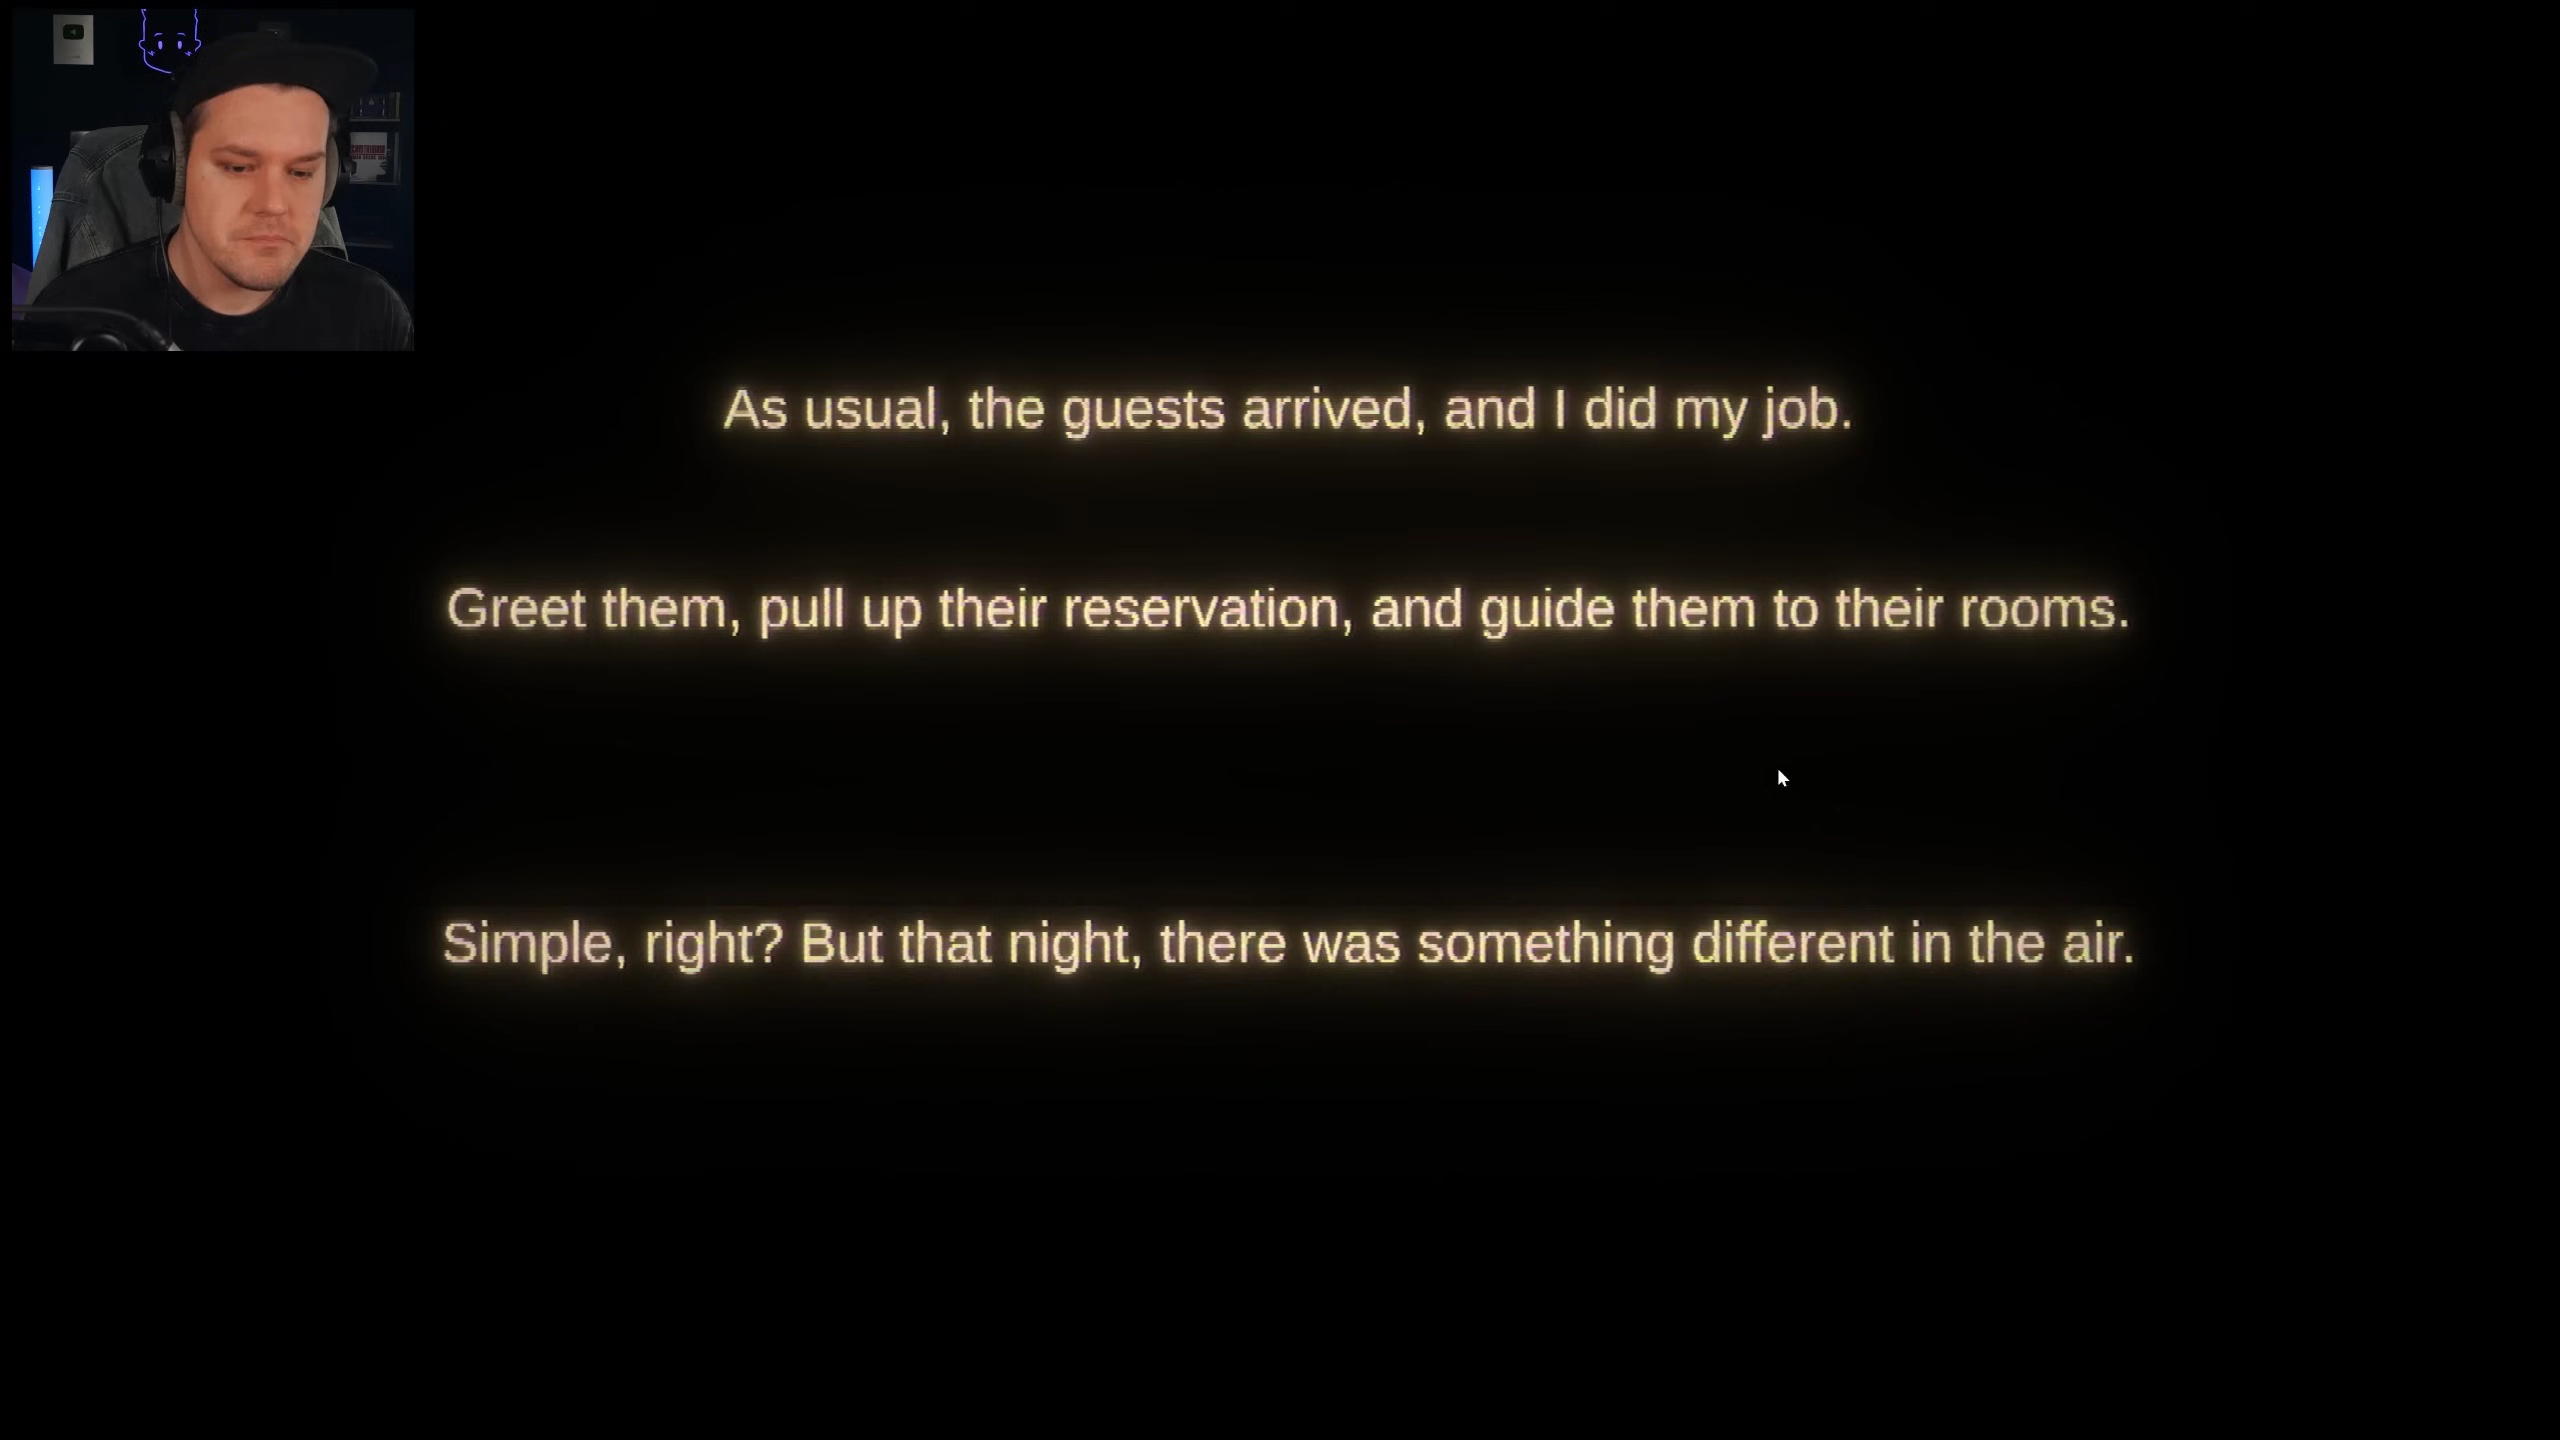 As usual, the guests arrived, and I did my job.
Greet them, pull up their reservation, and guide them to their rooms.
Simple, right? But that night, there was something different in the air.